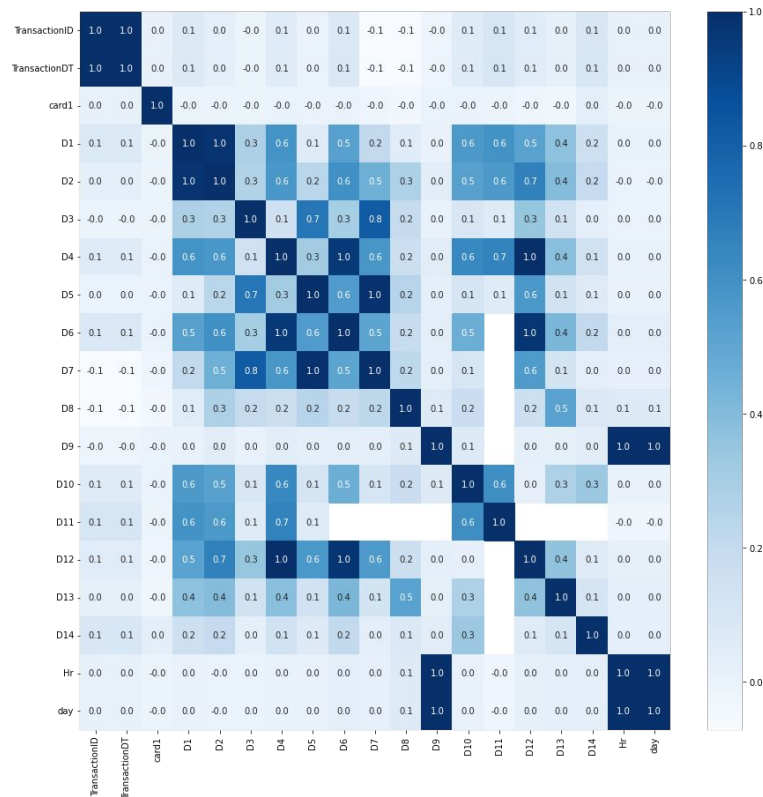 TransactionID 1.0 1.0 0.0 0.1 0.0 -0.0 0.1 0.0 0.1 -0.1 -0.1 -0.0 0.1 0.1 0.1 0.0 0.1 0.0 0.0
TransactionDT 1.0 1.0 0.0 0.1 0.0 -0.0 0.1 0.0 0.1 -0.1 -0.1 -0.0 0.1 0.1 0.1 0.0 0.1 0.0 0.0
card1 0.0 0.0 1.0 -0.0 -0.0 -0.0 -0.0 -0.0 -0.0 -0.0 -0.0 -0.0 -0.0 -0.0 -0.0 -0.0 0.0 -0.0 -0.0
D1 0.1 0.1 -0.0 1.0 1.0 0.3 0.6 0.1 0.5 0.2 0.1 0.0 0.6 0.6 0.5 0.4 0.2 0.0 0.0
D2 0.0 0.0 -0.0 1.0 1.0 0.3 0.6 0.2 0.6 0.5 0.3 0.0 0.5 0.6 0.7 0.4 0.2 -0.0 -0.0
D3 -0.0 -0.0 -0.0 0.3 0.3 1.0 0.1 0.7 0.3 0.8 0.2 0.0 0.1 0.1 0.3 0.1 0.0 0.0 0.0
D4 0.1 0.1 -0.0 0.6 0.6 0.1 1.0 0.3 1.0 0.6 0.2 0.0 0.6 0.7 1.0 0.4 0.1 0.0 0.0
D5 0.0 0.0 -0.0 0.1 0.2 0.7 0.3 1.0 0.6 1.0 0.2 0.0 0.1 0.1 0.6 0.1 0.1 0.0 0.0
D6 0.1 0.1 -0.0 0.5 0.6 0.3 1.0 0.6 1.0 0.5 0.2 0.0 0.5 1.0 0.4 0.2 0.0 0.0
D7 -0.1 -0.1 -0.0 0.2 0.5 0.8 0.6 1.0 0.5 1.0 0.2 0.0 0.1 0.6 0.1 0.0 0.0 0.0
D8 -0.1 -0.1 -0.0 0.1 0.3 0.2 0.2 0.2 0.2 0.2 1.0 0.1 0.2 0.2 0.5 0.1 0.1 0.1
D9 -0.0 -0.0 -0.0 0.0 0.0 0.0 0.0 0.0 0.0 0.0 0.1 1.0 0.1 0.0 0.0 0.0 1.0 1.0
D10 0.1 0.1 -0.0 0.6 0.5 0.1 0.6 0.1 0.5 0.1 0.2 0.1 1.0 0.6 0.0 0.3 0.3 0.0 0.0
D11 0.1 0.1 -0.0 0.6 0.6 0.1 0.7 0.1 0.6 1.0 -0.0 -0.0
D12 0.1 0.1 -0.0 0.5 0.7 0.3 1.0 0.6 1.0 0.6 0.2 0.0 0.0 1.0 0.4 0.1 0.0 0.0
D13 0.0 0.0 -0.0 0.4 0.4 0.1 0.4 0.1 0.4 0.1 0.5 0.0 0.3 0.4 1.0 0.1 0.0 0.0
D14 0.1 0.1 0.0 0.2 0.2 0.0 0.1 0.1 0.2 0.0 0.1 0.0 0.3 0.1 0.1 1.0 0.0 0.0
Hr 0.0 0.0 -0.0 0.0 -0.0 0.0 0.0 0.0 0.0 0.0 0.1 1.0 0.0 -0.0 0.0 0.0 0.0 1.0 1.0
day 0.0 0.0 -0.0 0.0 -0.0 0.0 0.0 0.0 0.0 0.0 0.1 1.0 0.0 -0.0 0.0 0.0 0.0 1.0 1.0
TransactionID TransactionDT card1 D1 D2 D3 D4 D5 D6 D7 D8 D9 D10 D11 D12 D13 D14 Hr day
1.0
0.8
0.6
0.4
0.2
0.0